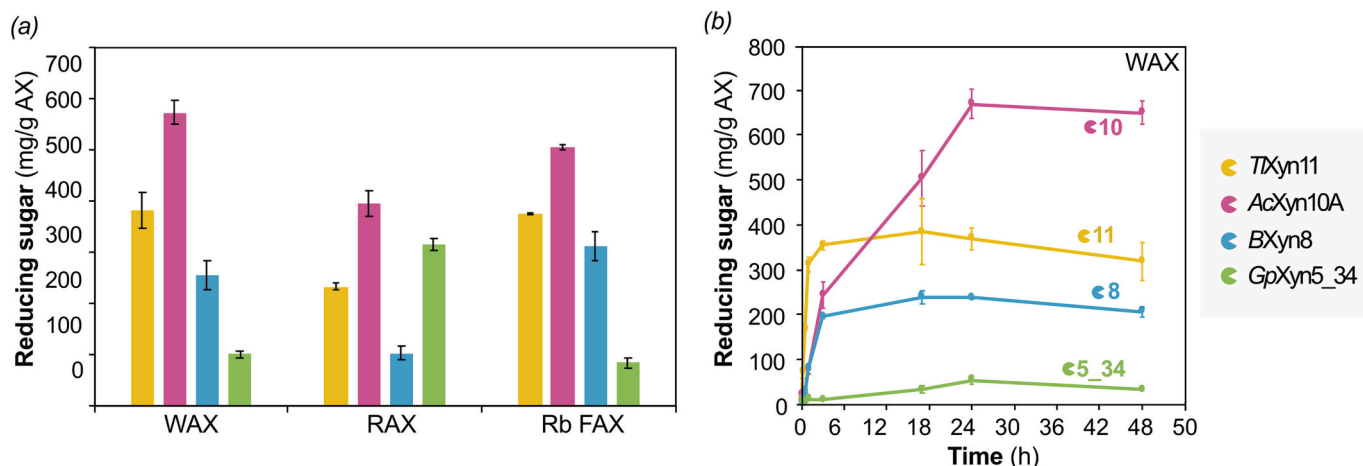 (a)
Reducing sugar (mg/g AX)
700
600
500
400
300
200
100
0
WAX
RAX
Rb FAX
(b)
Reducing sugar (mg/g AX)
800
700
600
500
400
300
200
100
0
WAX
10
11
8
5_34
0 6 12 18 24 30 36 42 48 50
Time (h)
TlXyn11
AcXyn10A
BXyn8
GpXyn5_34